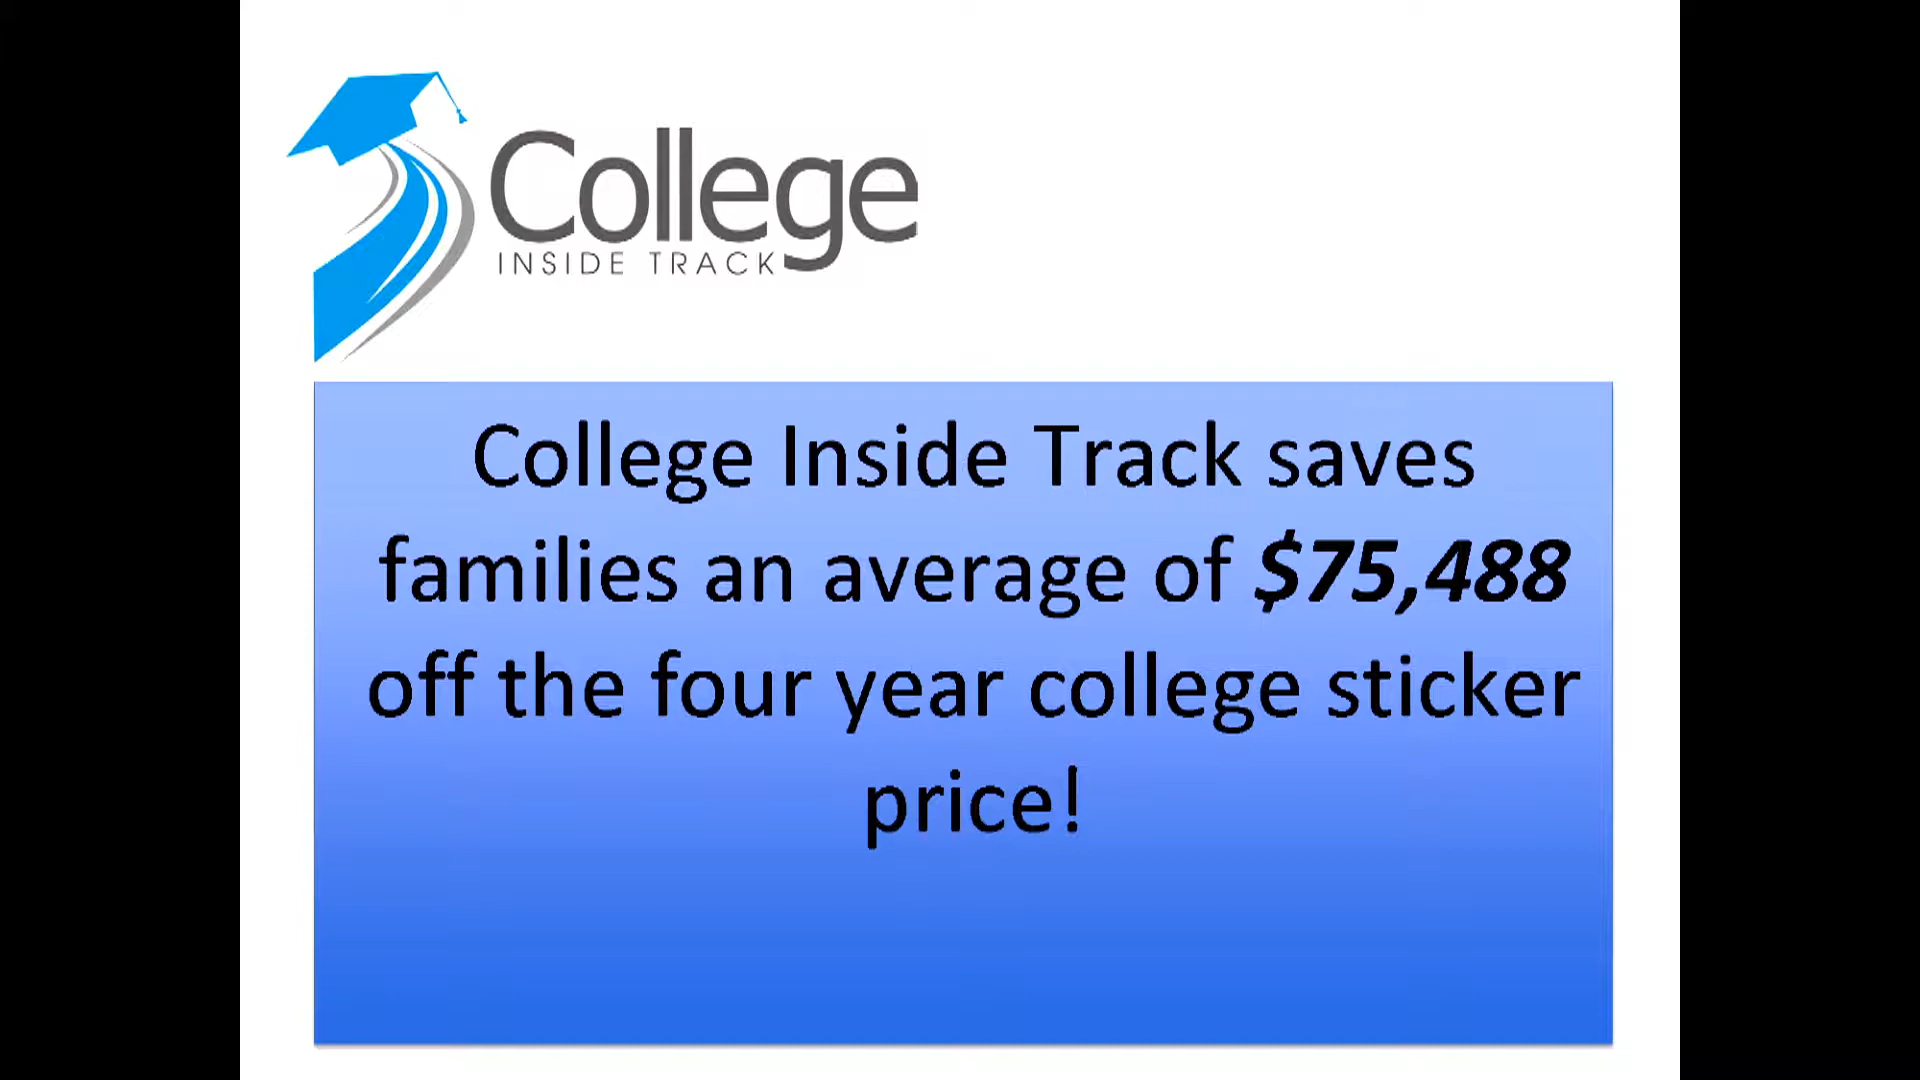 College
INSIDE TRACK
College Inside Track saves
families an average of $75,488
off the four year college sticker
price!